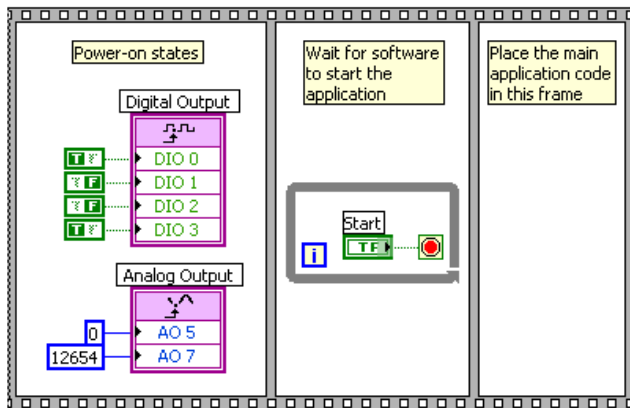 Power-on states
Digital Output
T F DIO 0
T F DIO 1
T F DIO 2
T F DIO 3
Analog Output
0 AO 5
12654 AO 7
Wait for software
to start the
application
Start
TF
i
Place the main
application code
in this frame